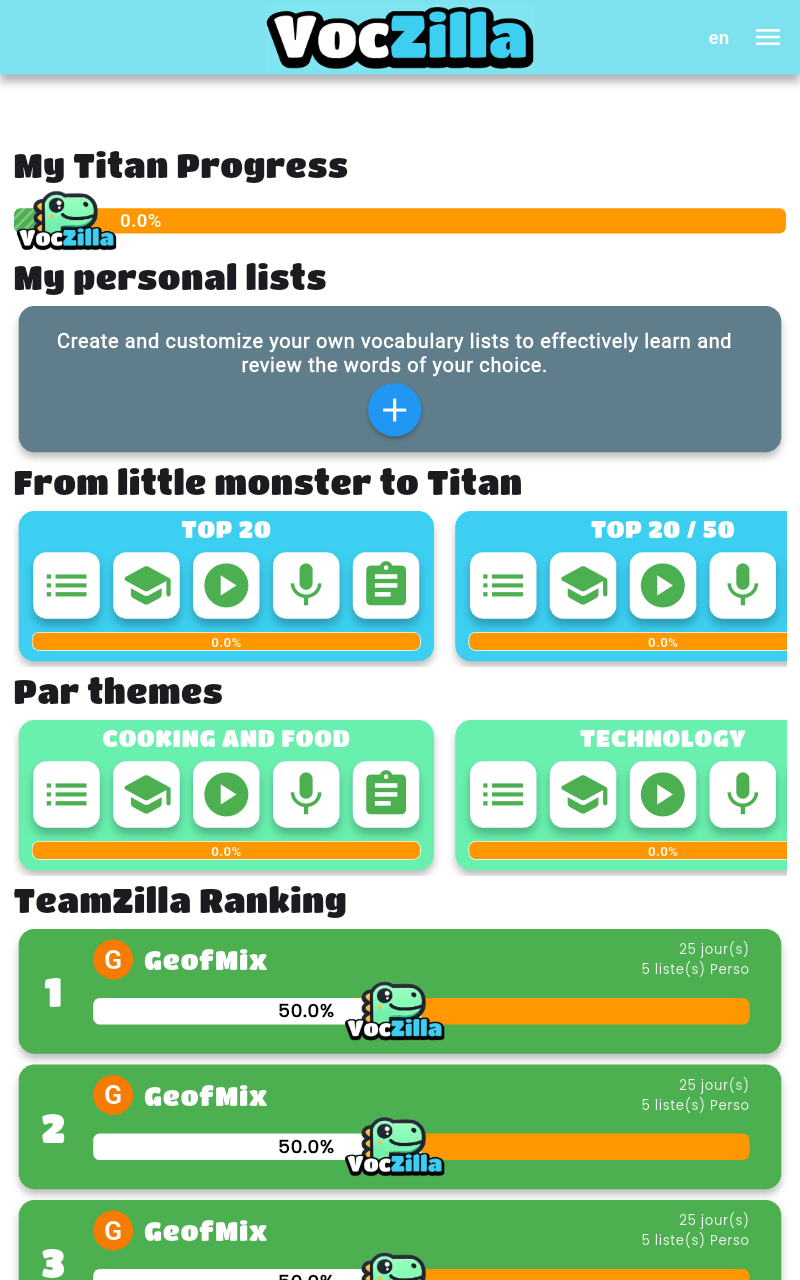 VocZilla
en
My Titan Progress
VocZilla
0.0%
My personal lists
Create and customize your own vocabulary lists to effectively learn and
review the words of your choice.
From little monster to Titan
TOP 20
TOP 20 / 50
0.0%
0.0%
Par themes
COOKING AND FOOD
TECHNOLOGY
0.0%
0.0%
TeamZilla Ranking
1
G
GeofMix
25 jour(s)
5 liste(s) Perso
50.0%
VocZilla
2
G
GeofMix
25 jour(s)
5 liste(s) Perso
50.0%
VocZilla
3
G
GeofMix
25 jour(s)
5 liste(s) Perso
50.0%